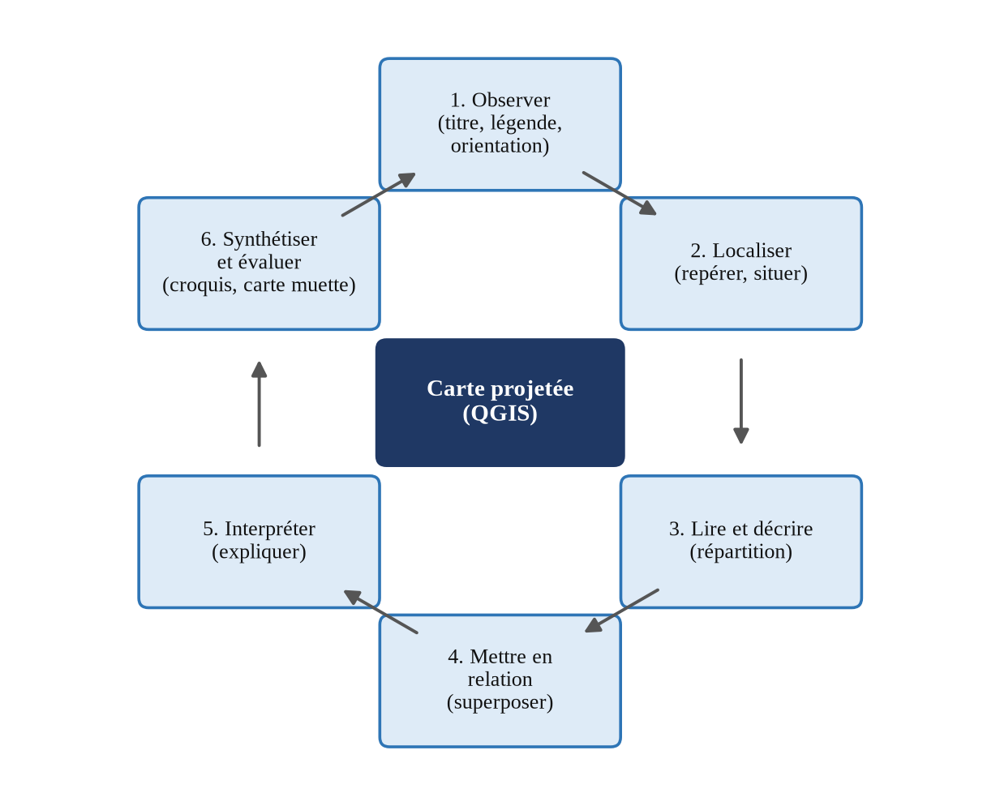 1. Observer
(titre, légende,
orientation)
2. Localiser
(repérer, situer)
3. Lire et décrire
(répartition)
4. Mettre en
relation
(superposer)
5. Interpréter
(expliquer)
6. Synthétiser
et évaluer
(croquis, carte muette)
Carte projetée
(QGIS)